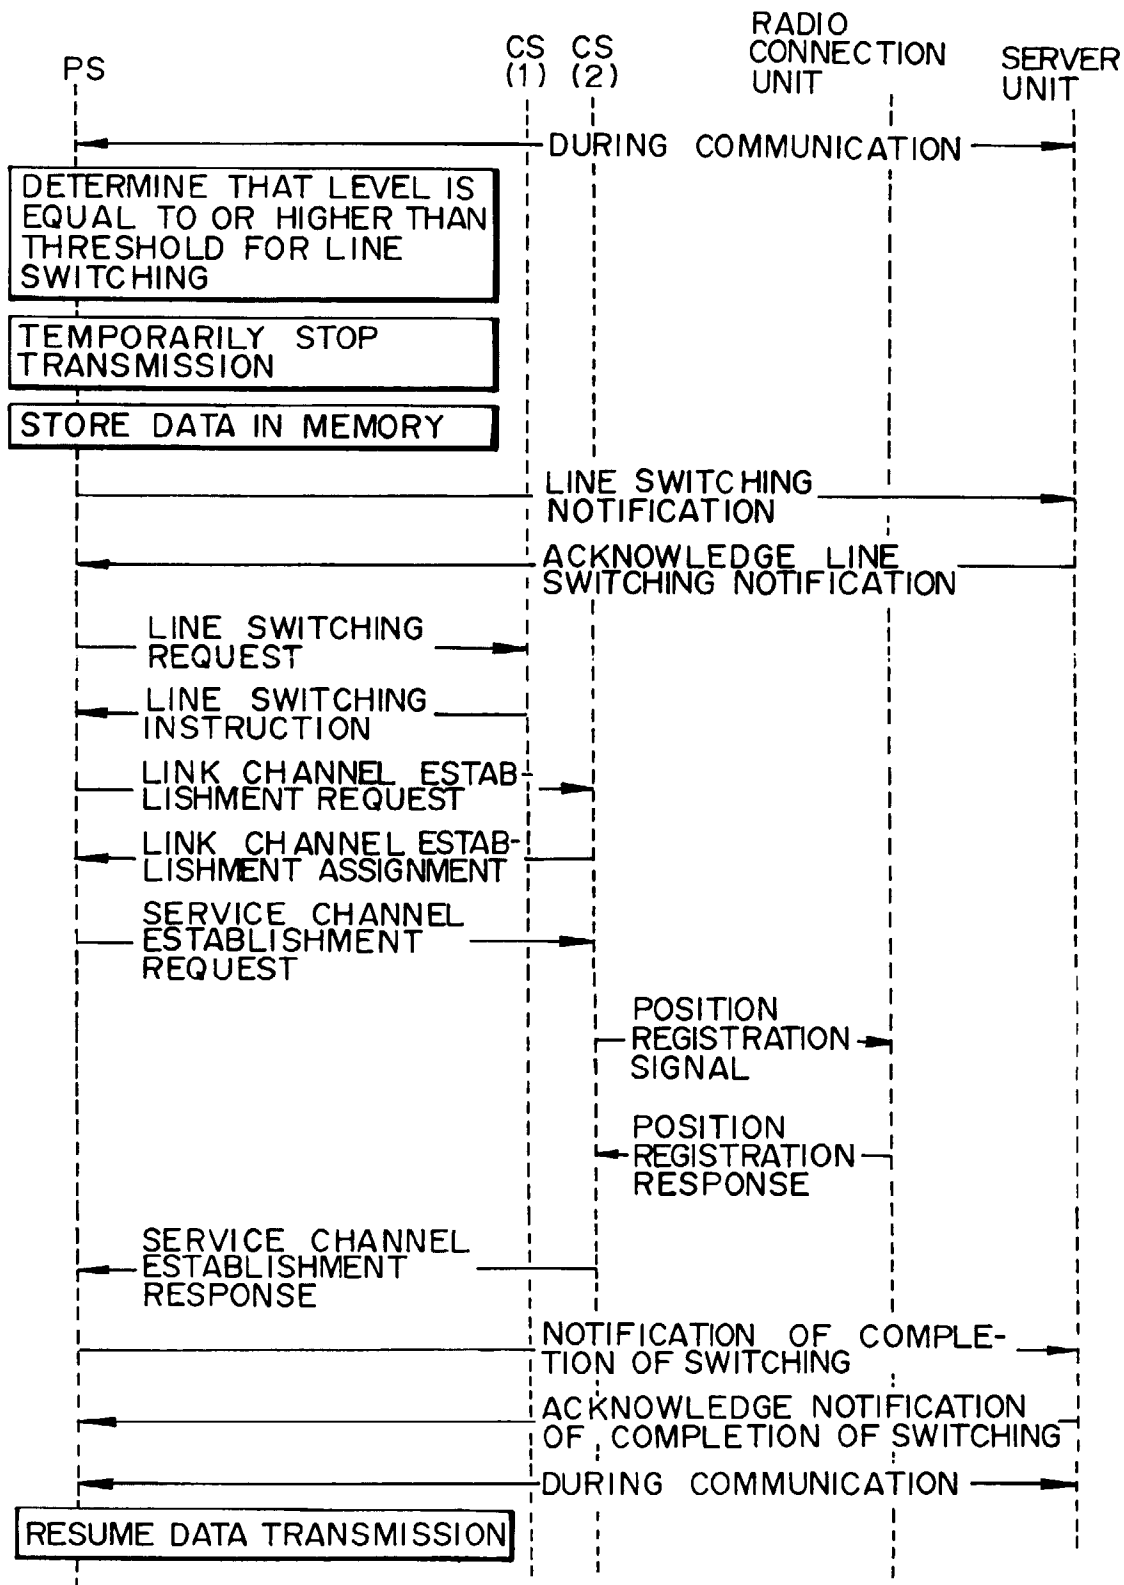 PS
CS
(1)
CS
(2)
RADIO
CONNECTION
UNIT
SERVER
UNIT
DURING COMMUNICATION
DETERMINE THAT LEVEL IS
EQUAL TO OR HIGHER THAN
THRESHOLD FOR LINE
SWITCHING
TEMPORARILY STOP
TRANSMISSION
STORE DATA IN MEMORY
LINE SWITCHING
NOTIFICATION
ACKNOWLEDGE LINE
SWITCHING NOTIFICATION
LINE SWITCHING
REQUEST
LINE SWITCHING
INSTRUCTION
LINK CHANNEL ESTAB-
LISHMENT REQUEST
LINK CHANNEL ESTAB-
LISHMENT ASSIGNMENT
SERVICE CHANNEL
ESTABLISHMENT
REQUEST
POSITION
REGISTRATION
SIGNAL
POSITION
REGISTRATION
RESPONSE
SERVICE CHANNEL
ESTABLISHMENT
RESPONSE
NOTIFICATION OF COMPLE-
TION OF SWITCHING
ACKNOWLEDGE NOTIFICATION
OF COMPLETION OF SWITCHING
DURING COMMUNICATION
RESUME DATA TRANSMISSION